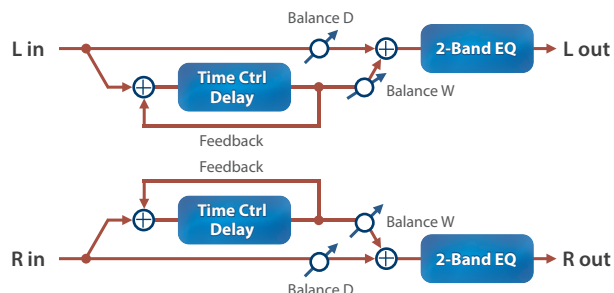 Balance D
L in
2-Band EQ
L out
Time Ctrl
Delay
Balance W
Feedback
Feedback
Time Ctrl
Delay
Balance W
R in
2-Band EQ
R out
Balance D